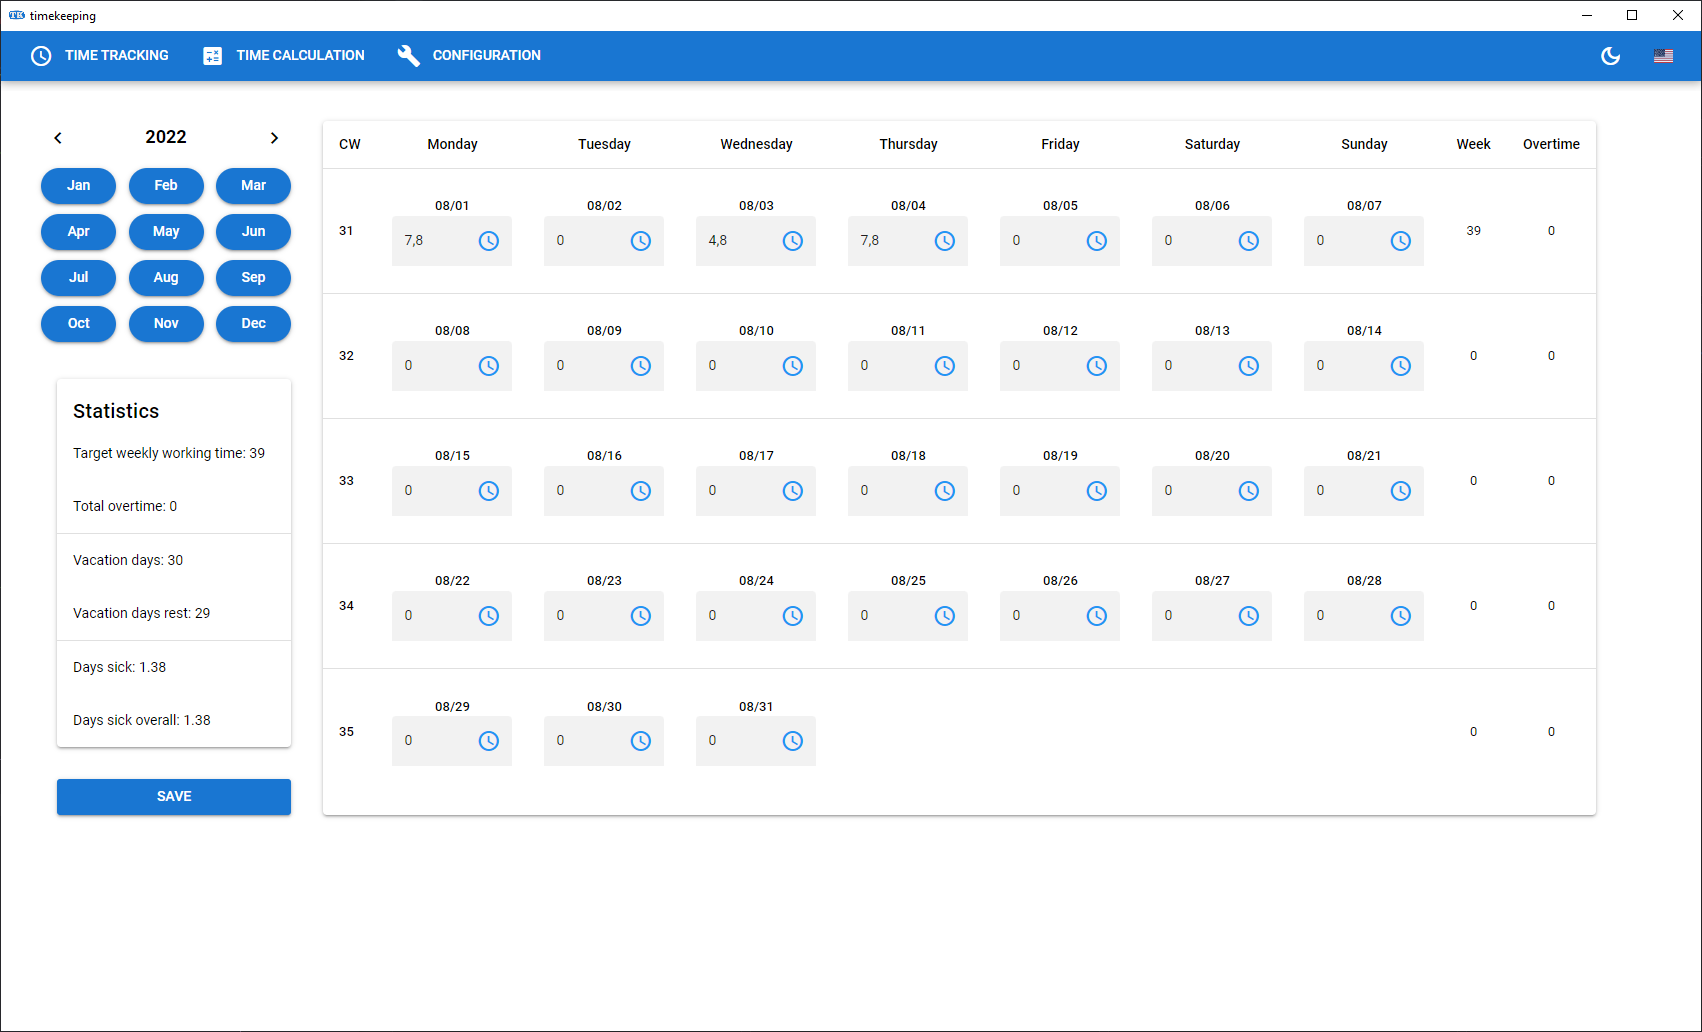 timekeeping
TIME TRACKING TIME CALCULATION CONFIGURATION
2022
Jan Feb Mar
Apr May Jun
Jul Aug Sep
Oct Nov Dec
Statistics
Target weekly working time: 39
Total overtime: 0
Vacation days: 30
Vacation days rest: 29
Days sick: 1.38
Days sick overall: 1.38
SAVE
CW Monday Tuesday Wednesday Thursday Friday Saturday Sunday Week Overtime
08/01 08/02 08/03 08/04 08/05 08/06 08/07
31 7,8 0 4,8 7,8 0 0 0 39 0
08/08 08/09 08/10 08/11 08/12 08/13 08/14
32 0 0 0 0 0 0 0 0 0
08/15 08/16 08/17 08/18 08/19 08/20 08/21
33 0 0 0 0 0 0 0 0 0
08/22 08/23 08/24 08/25 08/26 08/27 08/28
34 0 0 0 0 0 0 0 0 0
08/29 08/30 08/31
35 0 0 0 0 0